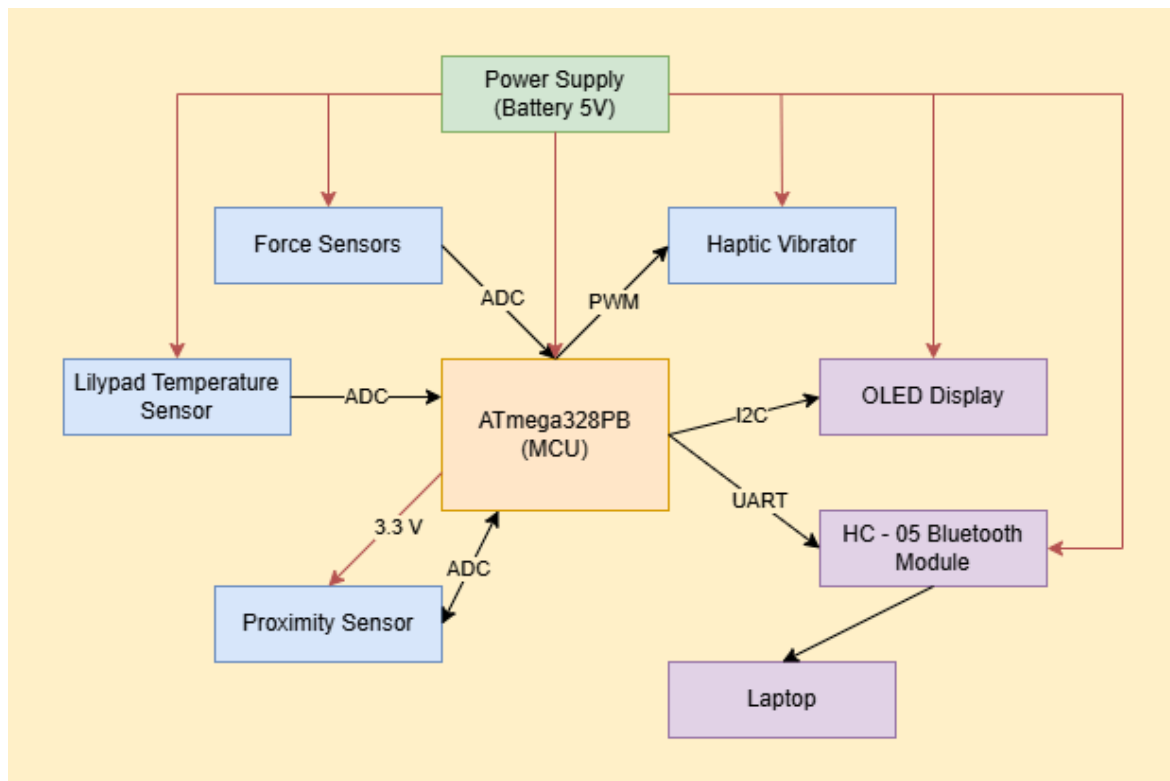 Power Supply
(Battery 5V)
Force Sensors
Haptic Vibrator
ADC
PWM
Lilypad Temperature
Sensor
ADC
ATmega328PB
(MCU)
I2C
OLED Display
UART
3.3 V
ADC
HC - 05 Bluetooth
Module
Proximity Sensor
Laptop